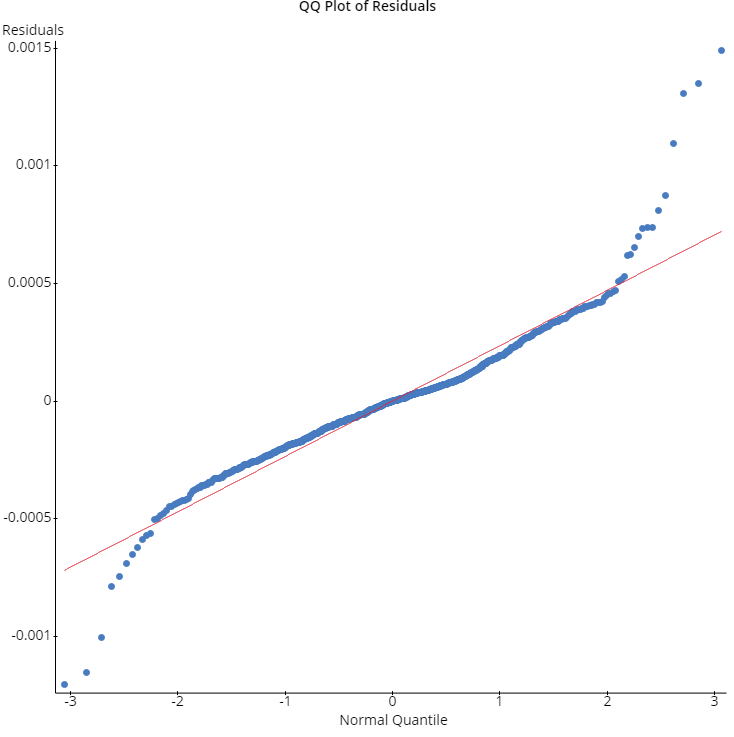 QQ Plot of Residuals
Residuals
0.0015
0.001
0.0005
0
-0.0005
-0.001
-3 -2 -1 0 1 2 3
Normal Quantile